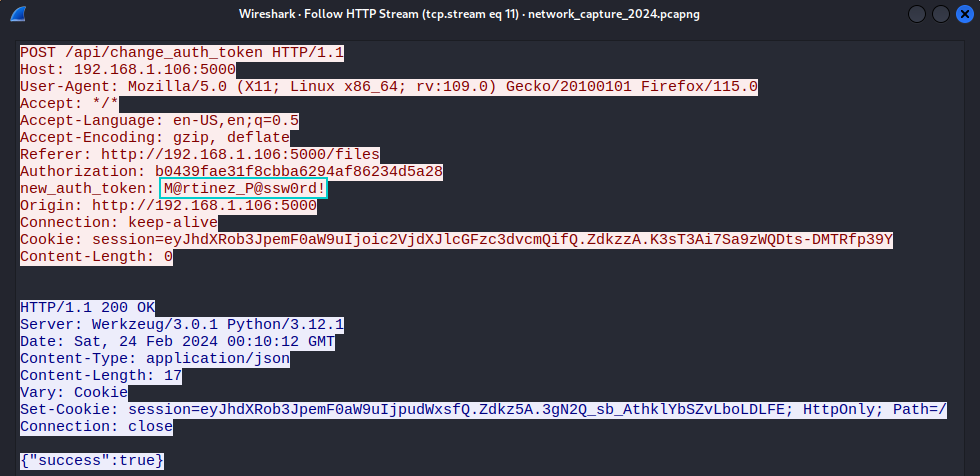 Wireshark · Follow HTTP Stream (tcp.stream eq 11) · network_capture_2024.pcapng
POST /api/change_auth_token HTTP/1.1
Host: 192.168.1.106:5000
User-Agent: Mozilla/5.0 (X11; Linux x86_64; rv:109.0) Gecko/20100101 Firefox/115.0
Accept: */*
Accept-Language: en-US,en;q=0.5
Accept-Encoding: gzip, deflate
Referer: http://192.168.1.106:5000/files
Authorization: b0439fae31f8cbba6294af86234d5a28
new_auth_token: M@rtinez_P@ssw0rd!
Origin: http://192.168.1.106:5000
Connection: keep-alive
Cookie: session=eyJhdXRob3JpemF0aW9uIjoic2VjdXJlcGFzc3dvcmQifQ.ZdkzzA.K3sT3Ai7Sa9zWQDts-DMTRfp39Y
Content-Length: 0
HTTP/1.1 200 OK
Server: Werkzeug/3.0.1 Python/3.12.1
Date: Sat, 24 Feb 2024 00:10:12 GMT
Content-Type: application/json
Content-Length: 17
Vary: Cookie
Set-Cookie: session=eyJhdXRob3JpemF0aW9uIjpudWxsfQ.Zdkz5A.3gN2Q_sb_AthklYbSZvLboLDLFE; HttpOnly; Path=/
Connection: close
{"success":true}